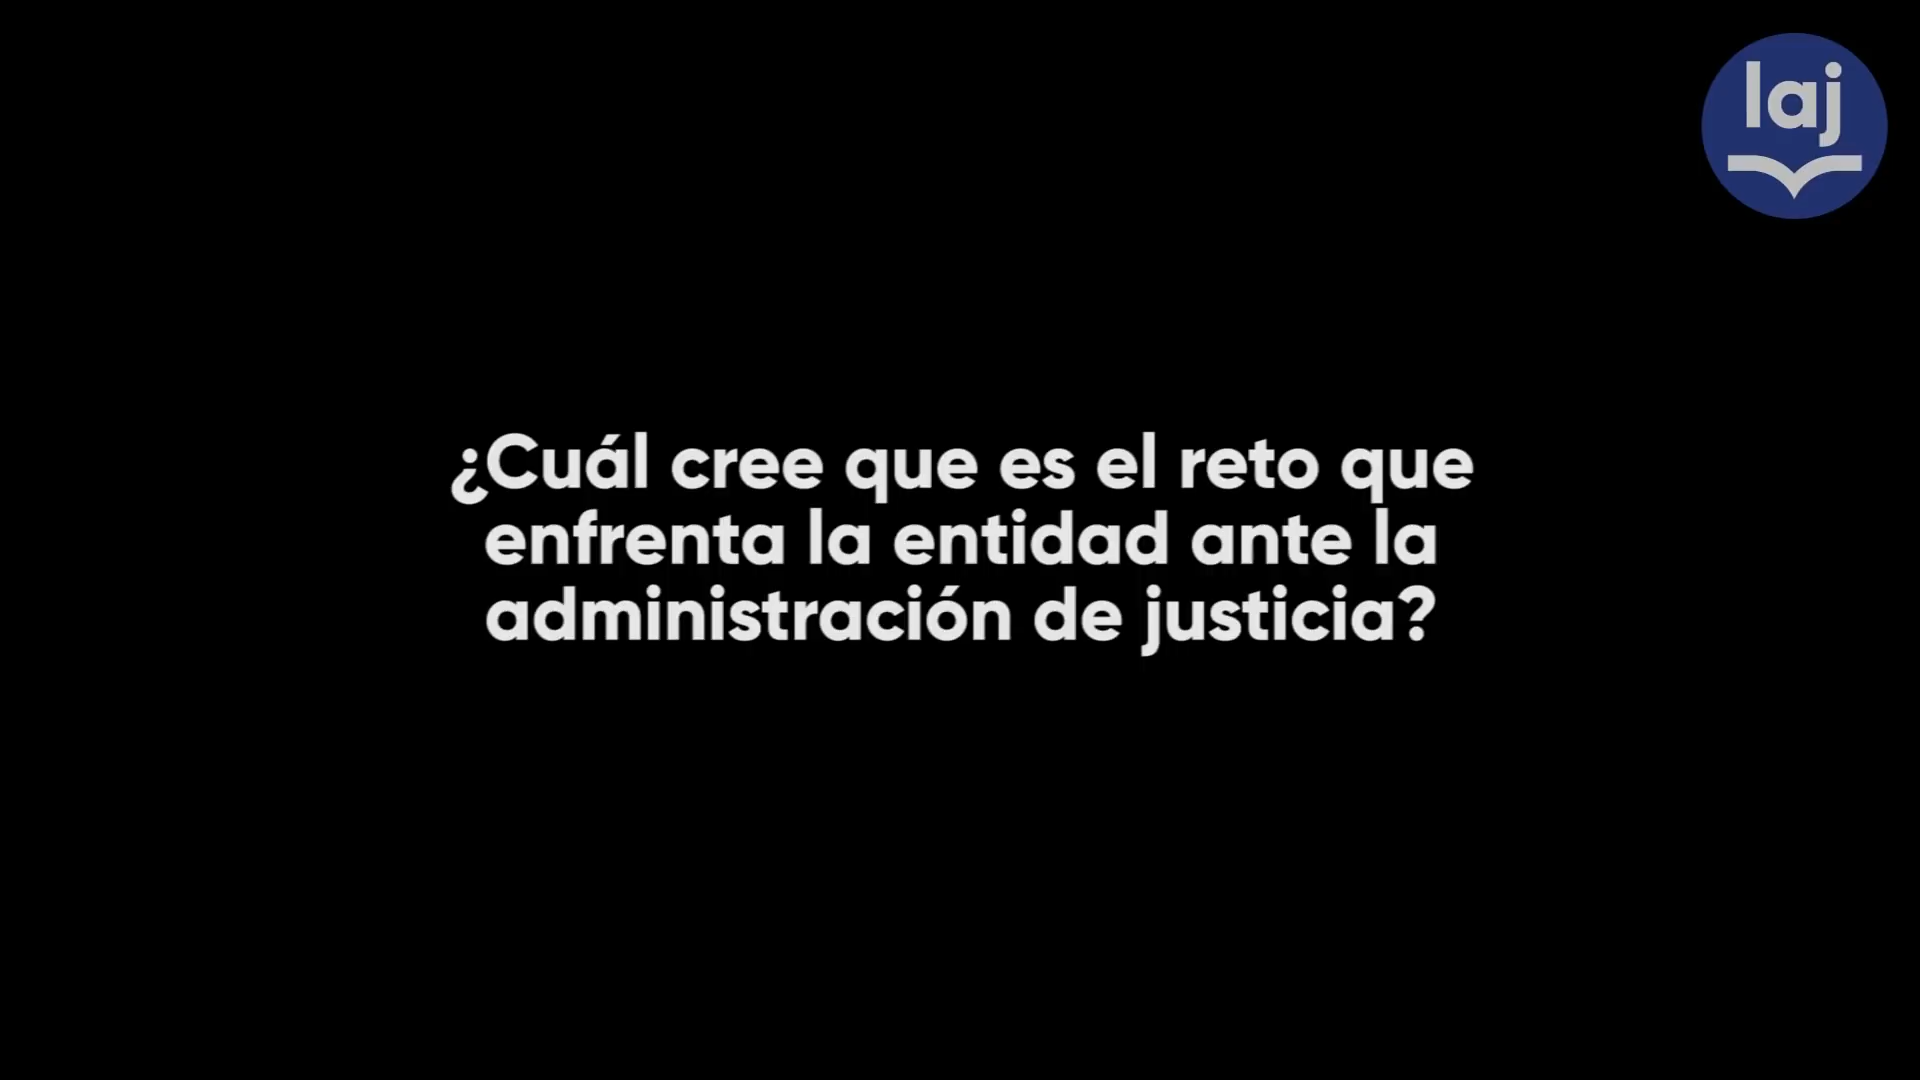 laj
¿Cuál cree que es el reto que
enfrenta la entidad ante la
administración de justicia?